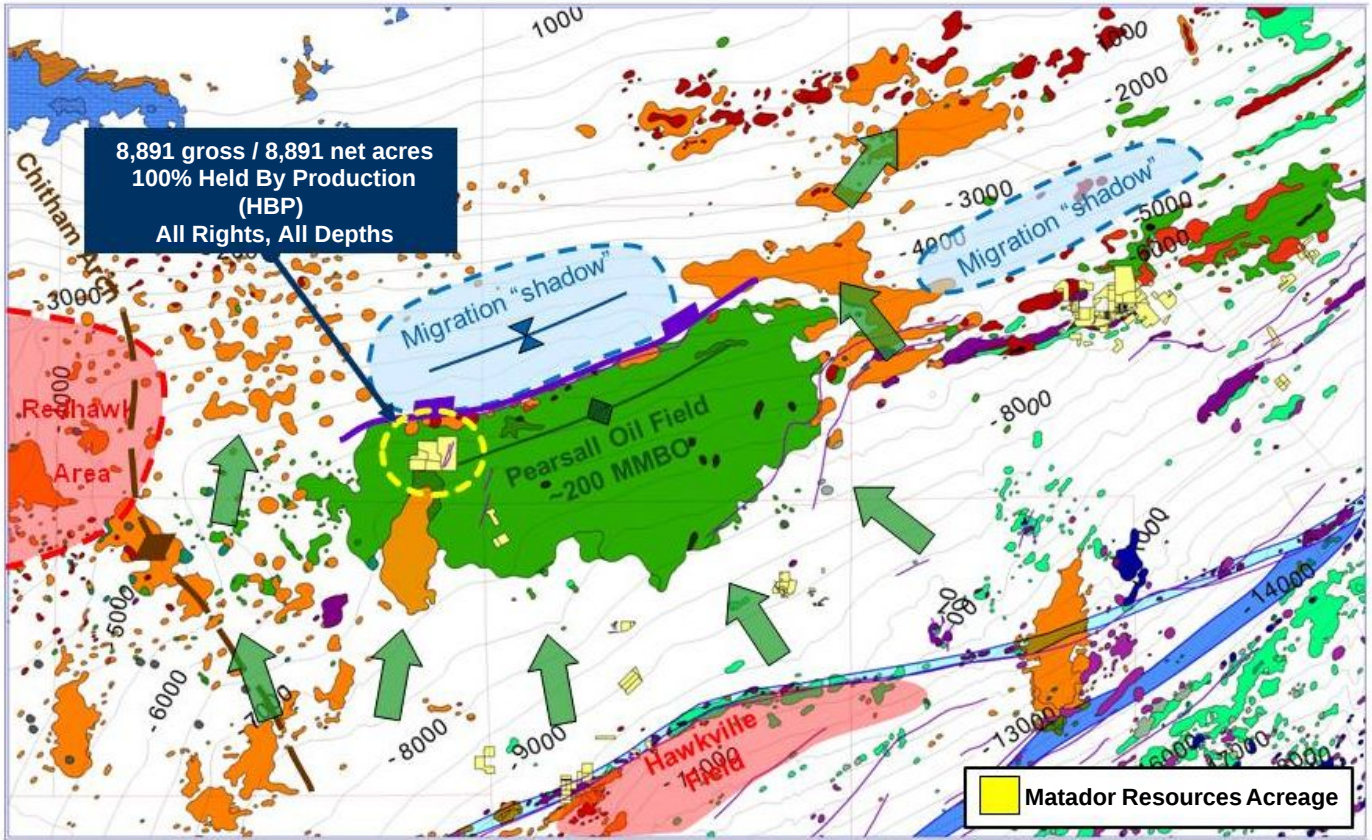 1000
- 1000
- 2000
8,891 gross / 8,891 net acres
100% Held By Production
(HBP)
All Rights, All Depths
Chitham Arch
- 3000
- 4000
-5000
6000
Migration "shadow"
Migration "shadow"
- 3000
Redhawk
Area
Pearsall Oil Field
~200 MMBO
-8000
1000
- 14000
- 5000
- 6000
- 8000
-9000
Hawkville
Field
- 13000
Matador Resources Acreage